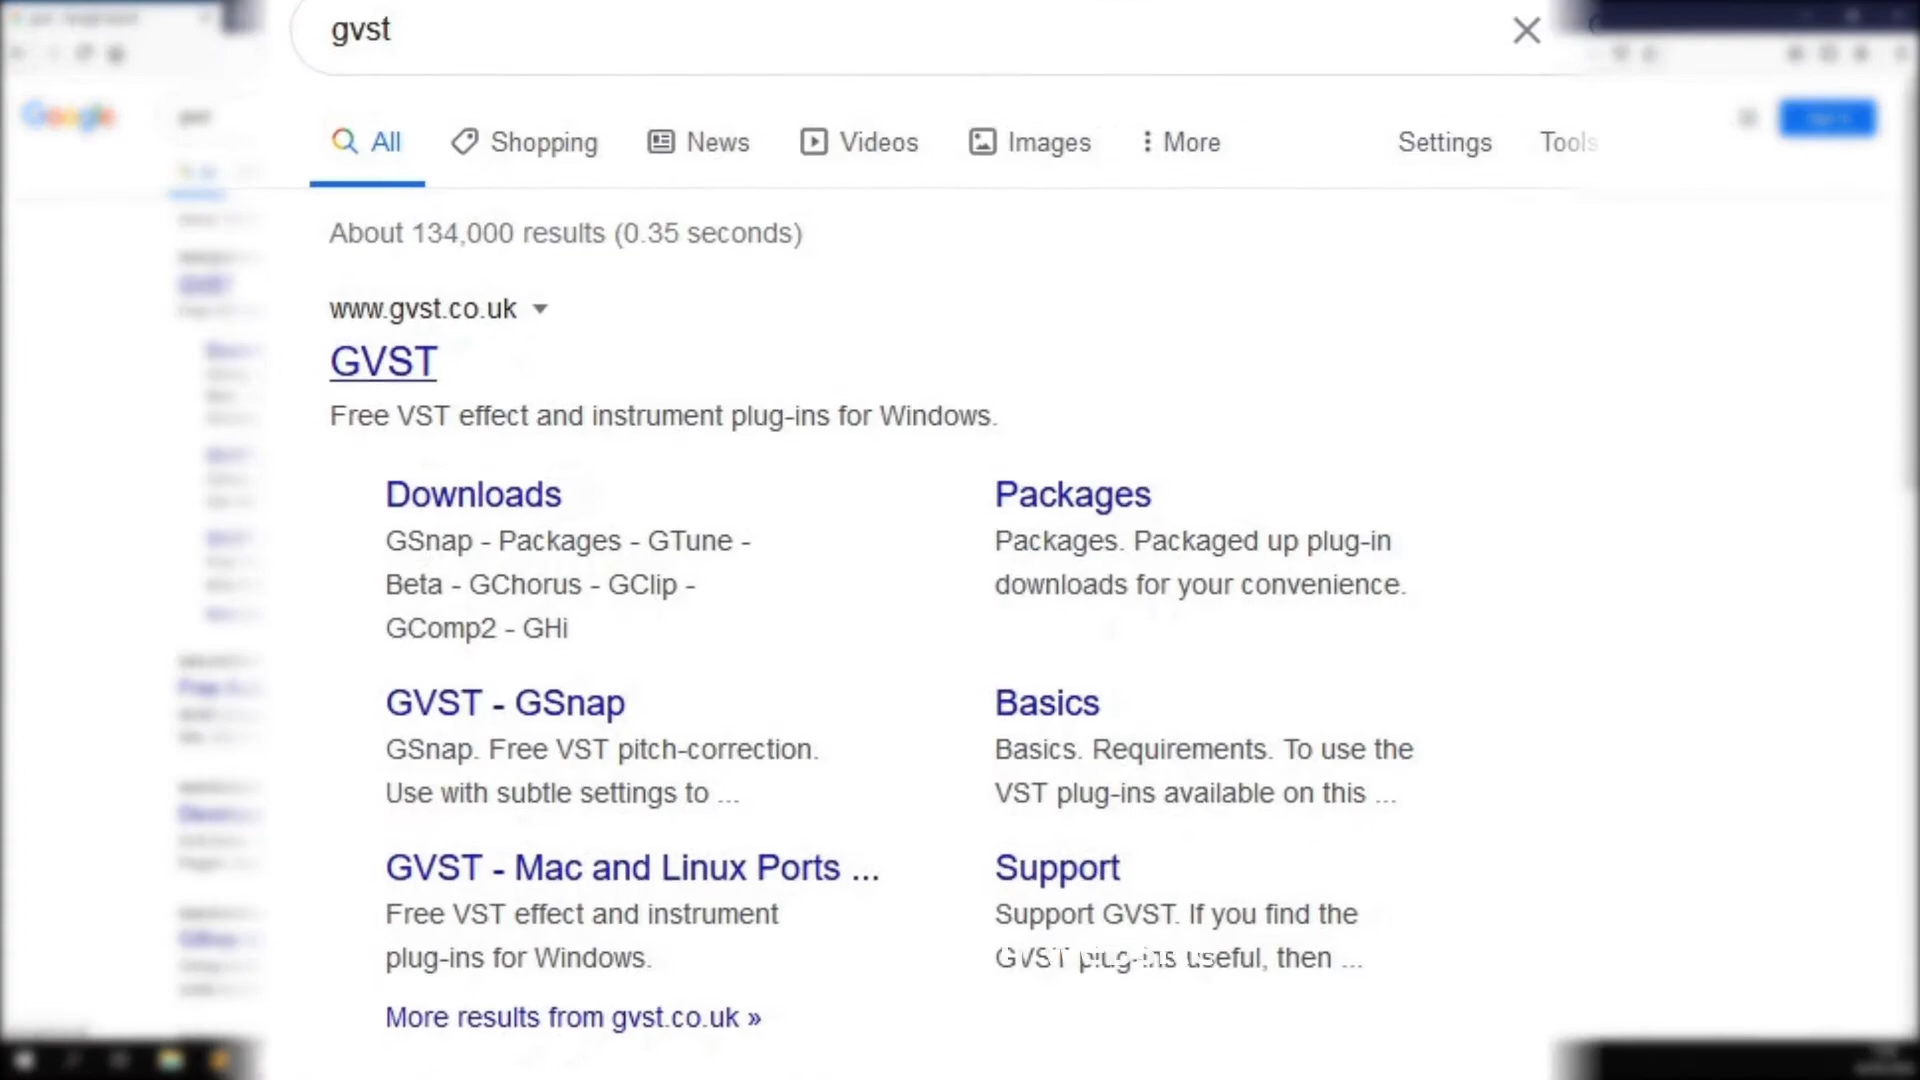 gvst
All Shopping News Videos Images More Settings Tools
About 134,000 results (0.35 seconds)
www.gvst.co.uk
GVST
Free VST effect and instrument plug-ins for Windows.
Downloads
GSnap - Packages - GTune -
Beta - GChorus - GClip -
GComp2 - GHi
Packages
Packages. Packaged up plug-in
downloads for your convenience.
GVST - GSnap
GSnap. Free VST pitch-correction.
Use with subtle settings to ...
Basics
Basics. Requirements. To use the
VST plug-ins available on this ...
GVST - Mac and Linux Ports ...
Free VST effect and instrument
plug-ins for Windows.
Support
Support GVST. If you find the
GVST plug-ins useful, then ...
More results from gvst.co.uk »
Google